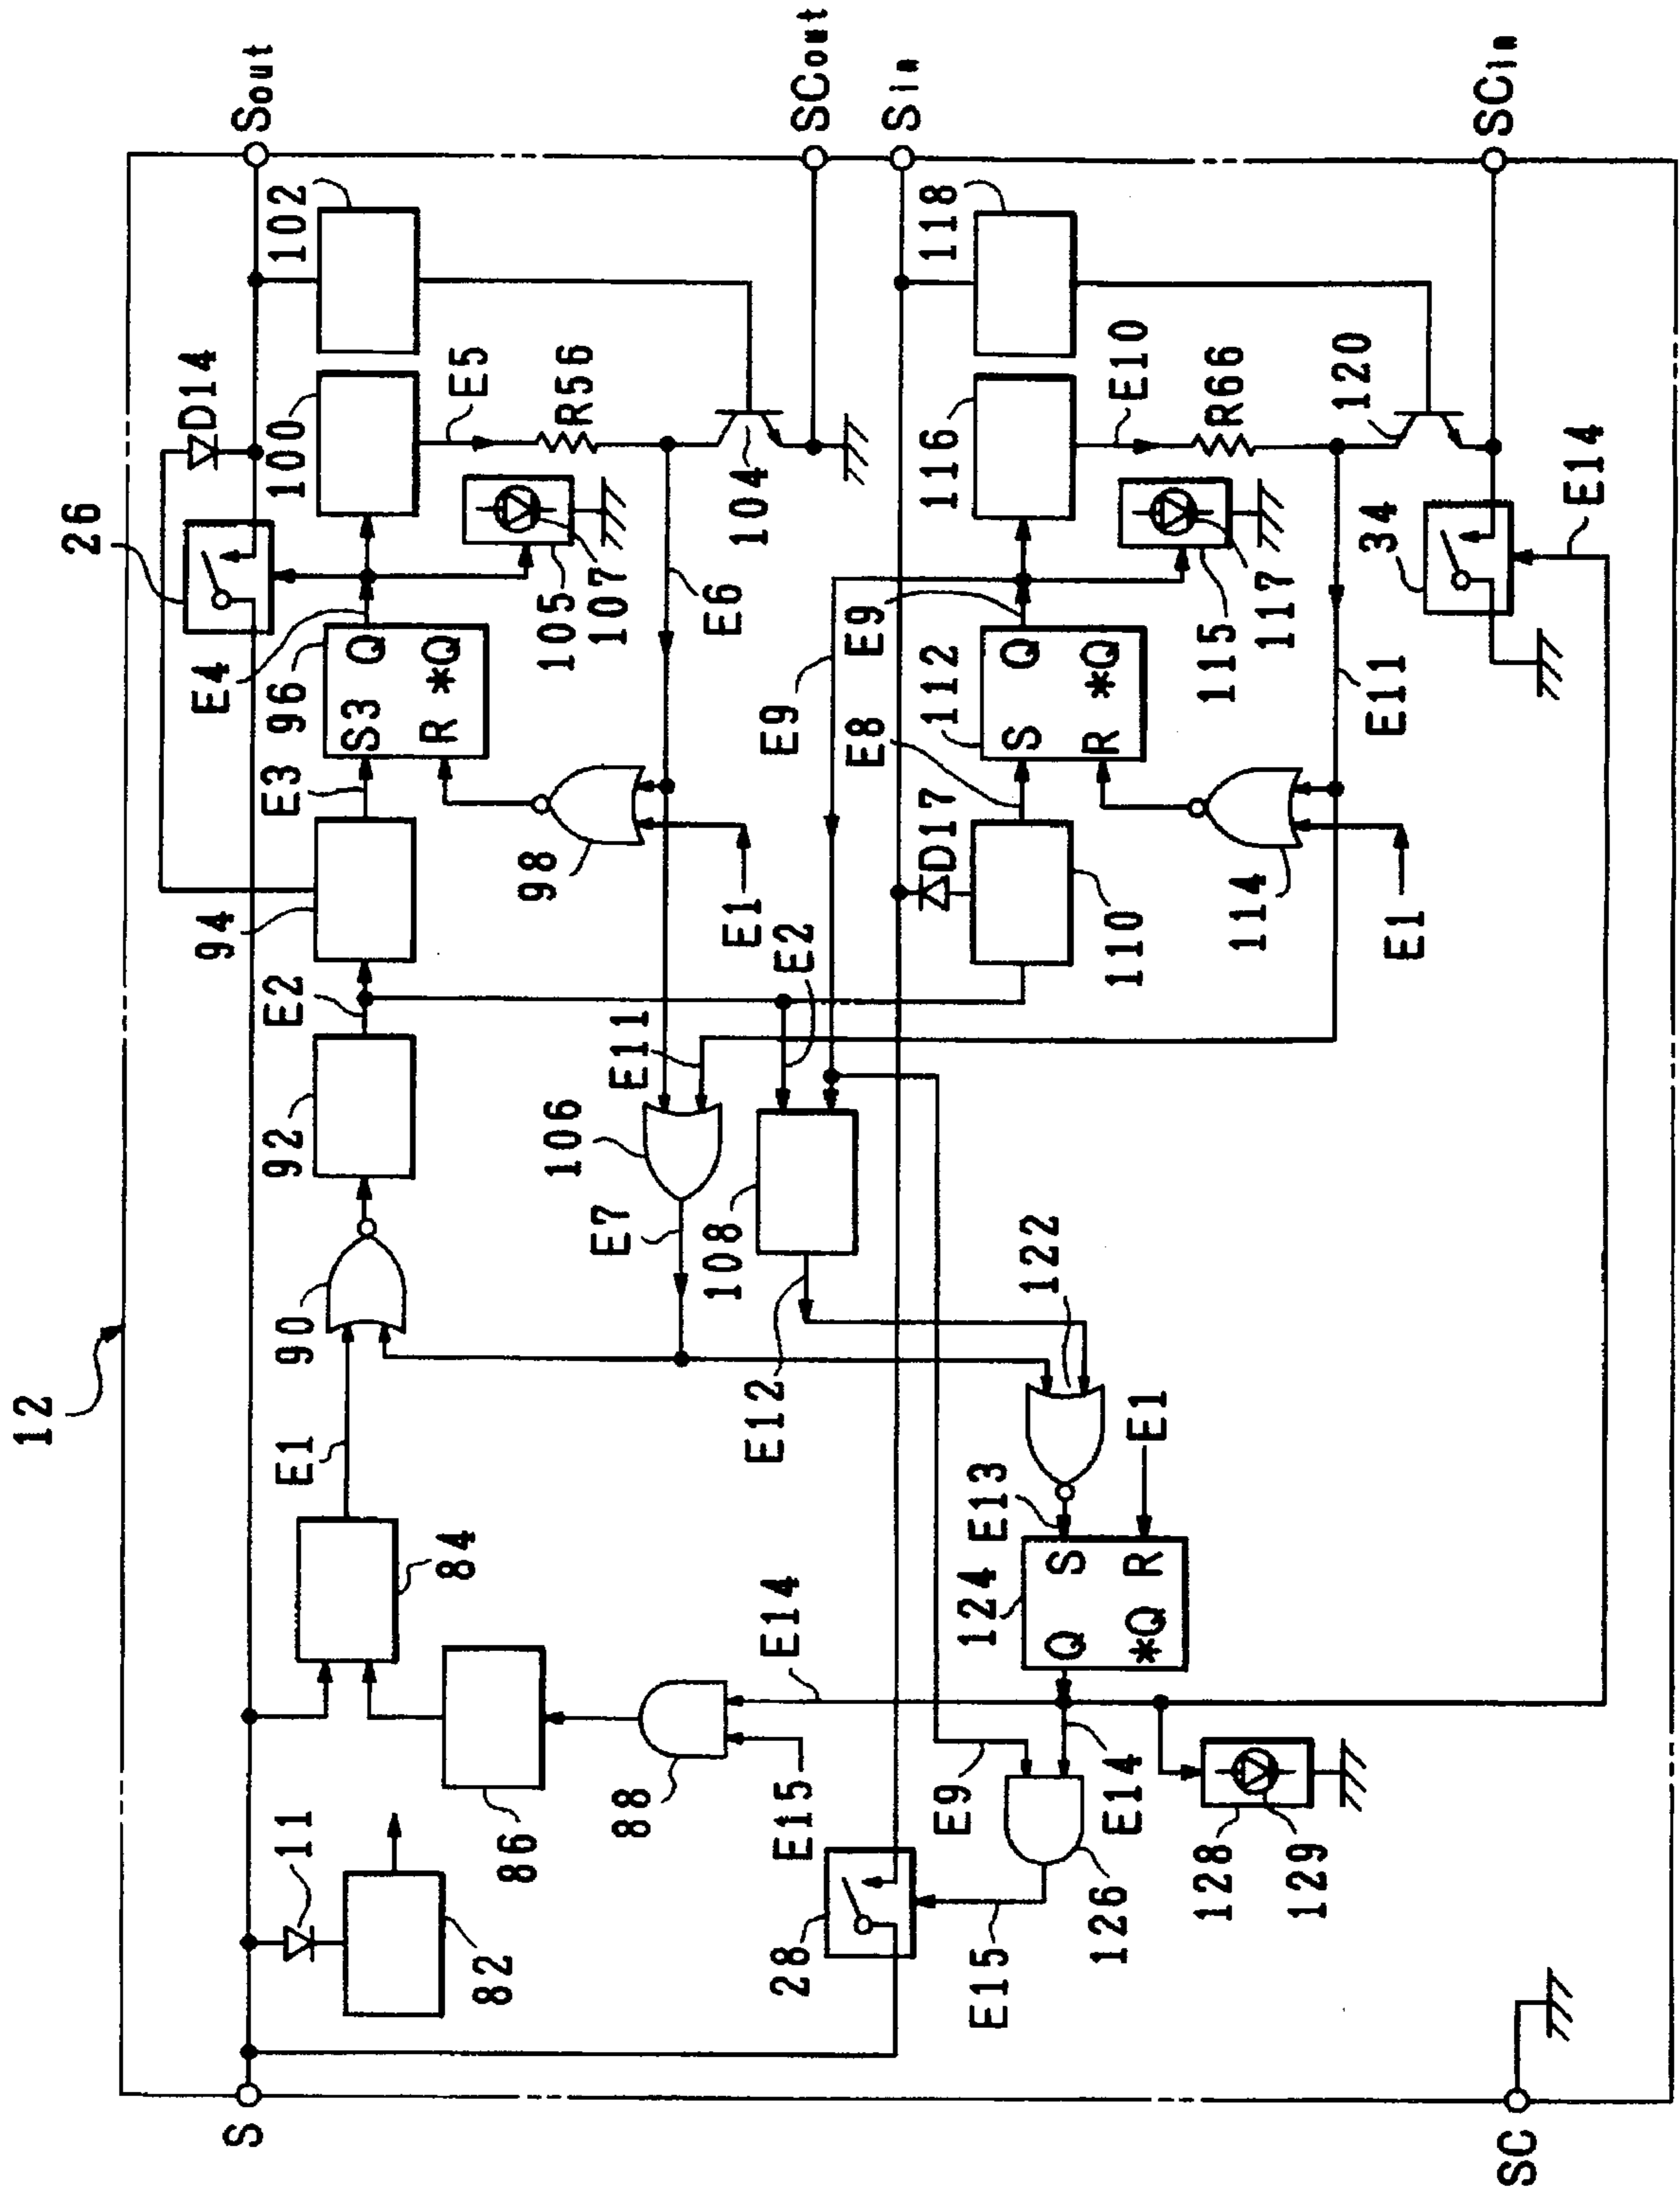 12
S
Sout
SCout
Sin
SCin
SC
11
82
84
86
88
E15
E14
E1
90
92
E2
94
E3
96
S3 Q
R *Q
E4
26
D14
100
102
E5
R56
104
105
107
E6
98
E1
106
E7
E11
E2
108
E12
E9
E9
E8
D17
110
112
S Q
R *Q
114
E1
115
117
116
118
E10
R66
120
E11
34
E14
122
E13
E1
124
Q S
*Q R
E9
E14
126
E15
28
128
129